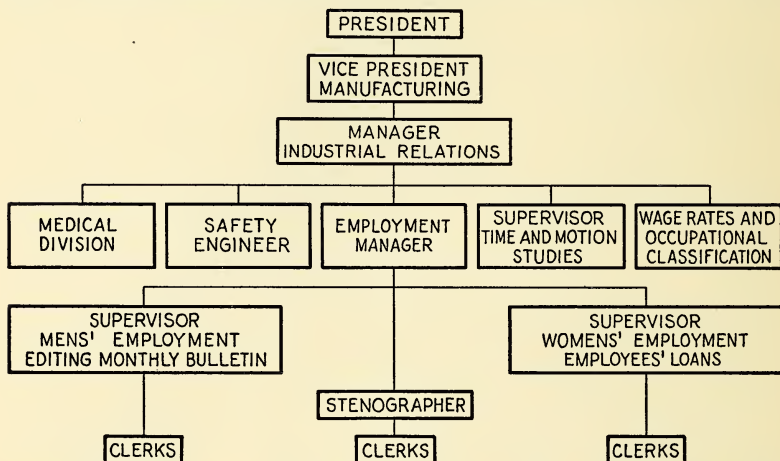 PRESIDENT
VICE PRESIDENT
MANUFACTURING
MANAGER
INDUSTRIAL RELATIONS
MEDICAL
DIVISION
SAFETY
ENGINEER
EMPLOYMENT
MANAGER
SUPERVISOR
TIME AND MOTION
STUDIES
WAGE RATES AND
OCCUPATIONAL
CLASSIFICATION
SUPERVISOR
MENS' EMPLOYMENT
EDITING MONTHLY BULLETIN
SUPERVISOR
WOMENS' EMPLOYMENT
EMPLOYEES' LOANS
STENOGRAPHER
CLERKS
CLERKS
CLERKS